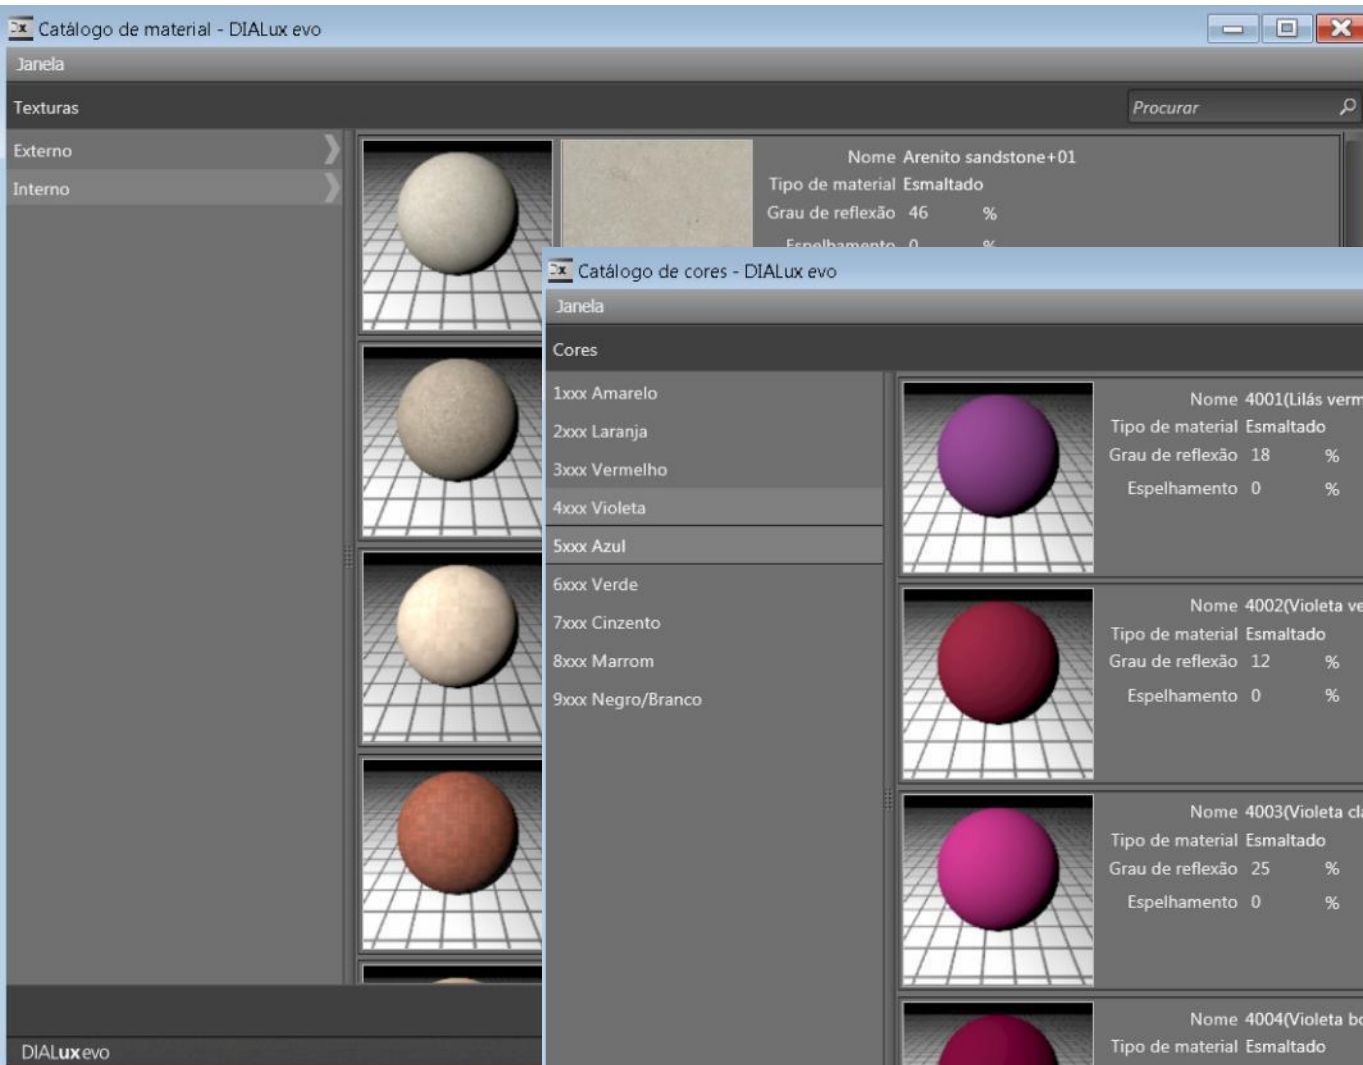 Catálogo de material - DIALux evo
Janela
Texturas
Procurar
Externo
Interno
Nome Arenito sandstone+01
Tipo de material Esmaltado
Grau de reflexão 46 %
Espelhamento 0 %
Catálogo de cores - DIALux evo
Janela
Cores
1xxx Amarelo
2xxx Laranja
3xxx Vermelho
4xxx Violeta
5xxx Azul
6xxx Verde
7xxx Cinzento
8xxx Marrom
9xxx Negro/Branco
Nome 4001(Lilás verm
Tipo de material Esmaltado
Grau de reflexão 18 %
Espelhamento 0 %
Nome 4002(Violeta ve
Tipo de material Esmaltado
Grau de reflexão 12 %
Espelhamento 0 %
Nome 4003(Violeta cla
Tipo de material Esmaltado
Grau de reflexão 25 %
Espelhamento 0 %
Nome 4004(Violeta bo
Tipo de material Esmaltado
DIALux evo